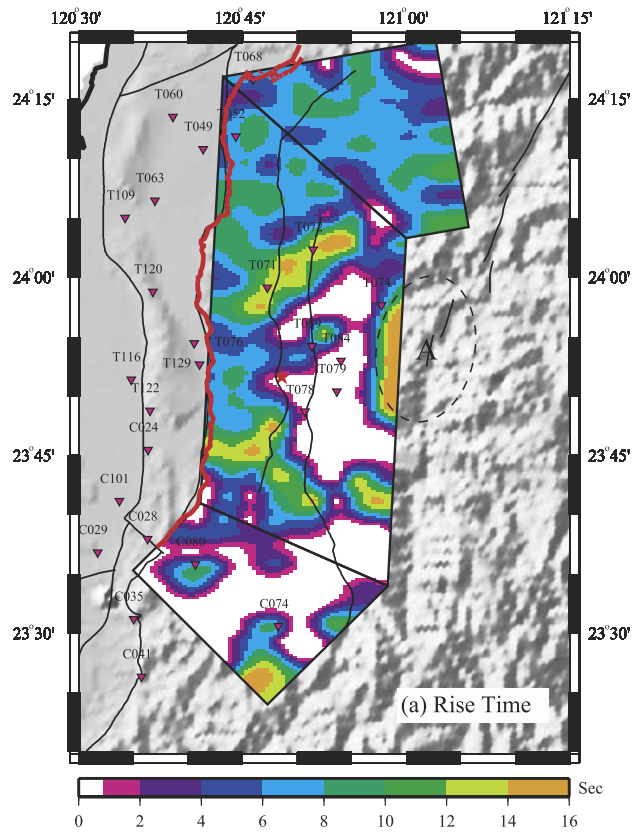 120°30' 120°45' 121°00' 121°15'
T068
24°15' 24°15'
T060
T052
T049
T063
T109
T072
24°00' 24°00'
T071
T074
T120
T069
T076
T084
A
T116
T129
T079
T122
T078
C024
23°45' 23°45'
C101
C028
C029
C080
C035
C074
23°30' 23°30'
C041
(a) Rise Time
Sec
0 2 4 6 8 10 12 14 16